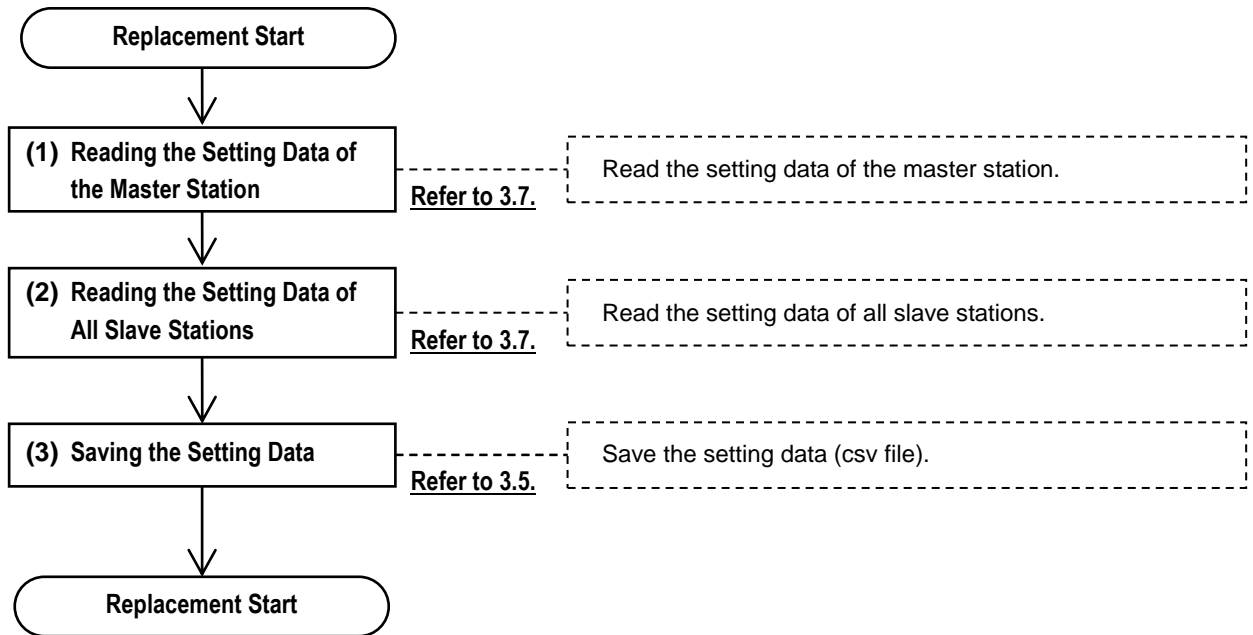 Replacement Start
(1) Reading the Setting Data of
the Master Station
Refer to 3.7.
Read the setting data of the master station.
(2) Reading the Setting Data of
All Slave Stations
Refer to 3.7.
Read the setting data of all slave stations.
(3) Saving the Setting Data
Refer to 3.5.
Save the setting data (csv file).
Replacement Start